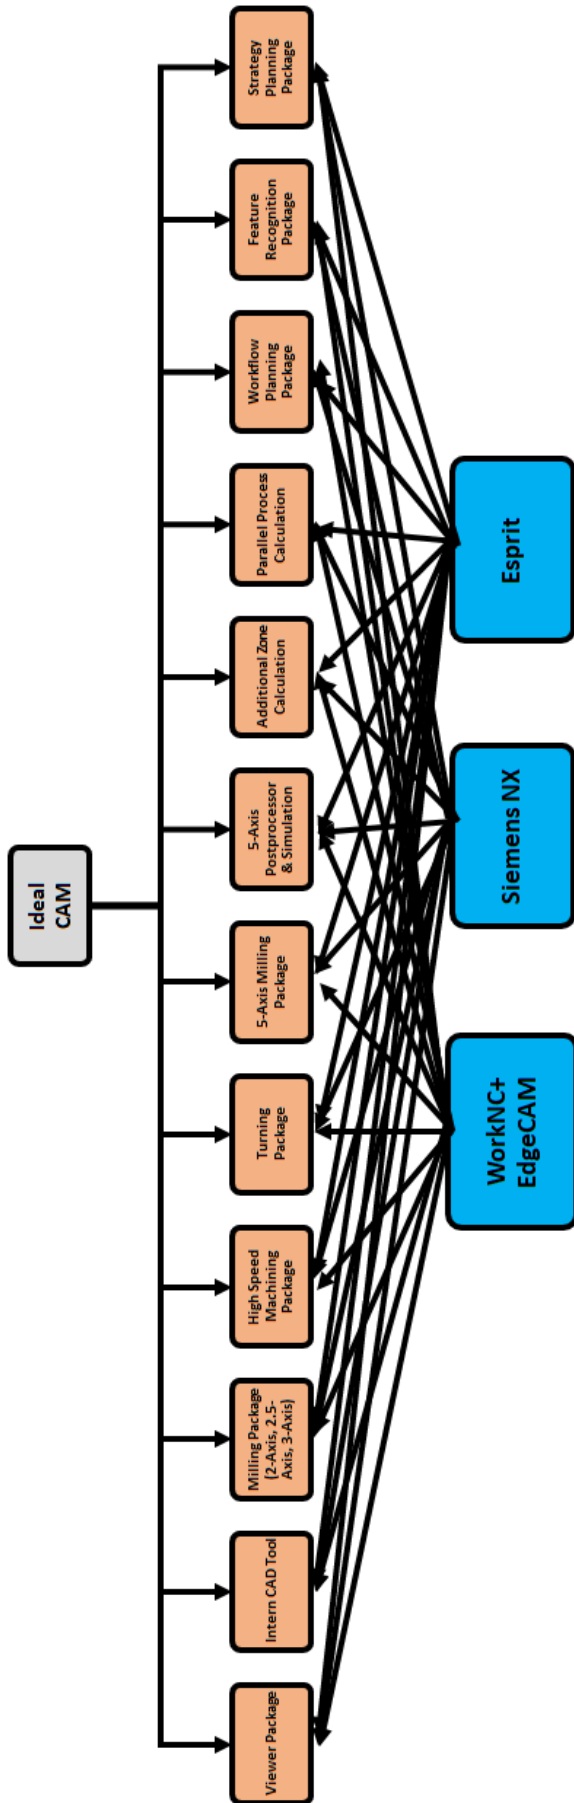 Ideal
CAM
Viewer Package
Intern CAD Tool
Milling Package
(2-Axis, 2.5-
Axis, 3-Axis)
High Speed
Machining
Package
Turning
Package
5-Axis Milling
Package
5-Axis
Postprocessor
& Simulation
Additional Zone
Calculation
Parallel Process
Calculation
Workflow
Planning
Package
Feature
Recognition
Package
Strategy
Planning
Package
WorkNC+
EdgeCAM
Siemens NX
Esprit